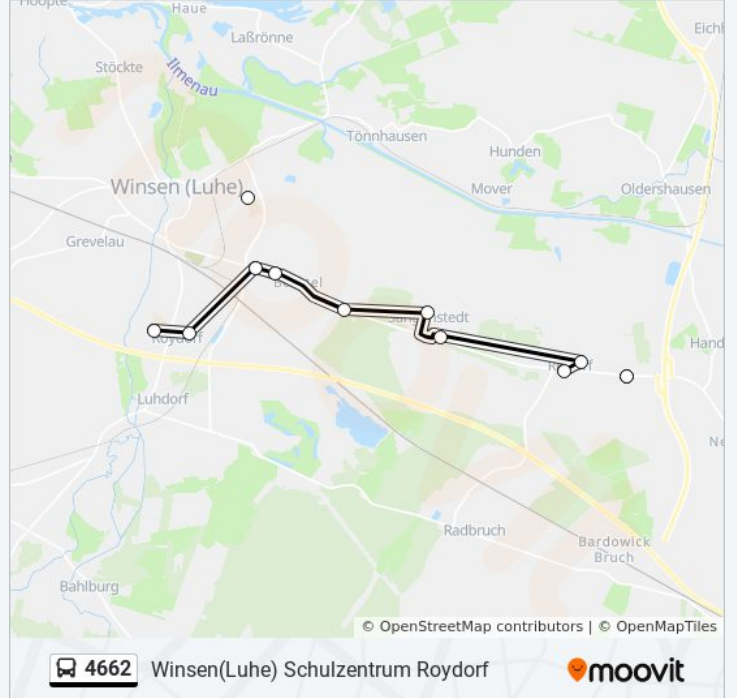 Haue
Eichh
Laßrönne
Stöckte
Ilmenau
Tönnhausen
Hunden
Winsen (Luhe)
Mover
Oldershausen
Grevelau
Roydorf
Hand
Luhdorf
Ne
Radbruch
Bardowick
Bruch
Bahlburg
© OpenStreetMap contributors | © OpenMapTiles
4662 Winsen(Luhe) Schulzentrum Roydorf moovit